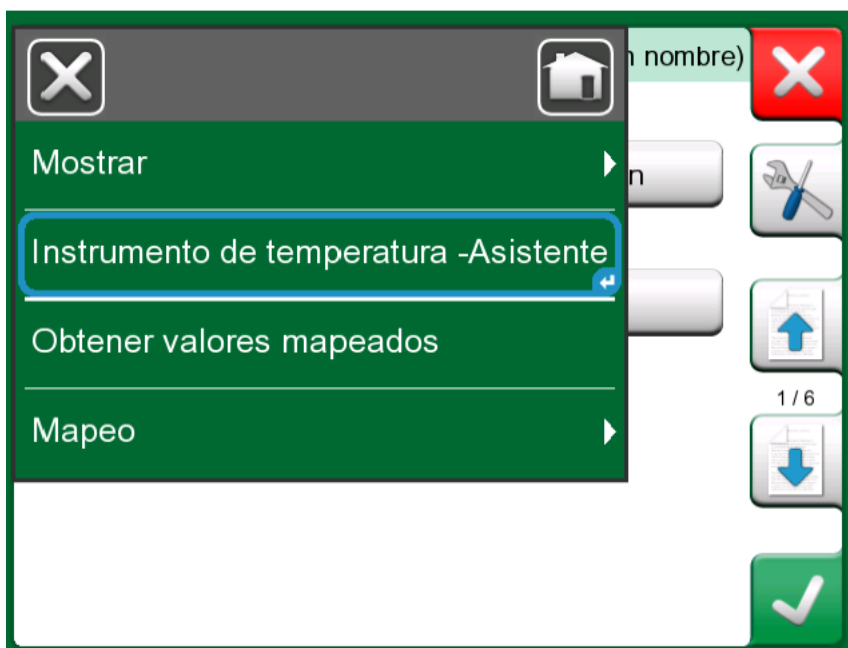 n nombre)
Mostrar
n
Instrumento de temperatura -Asistente
Obtener valores mapeados
1 / 6
Mapeo